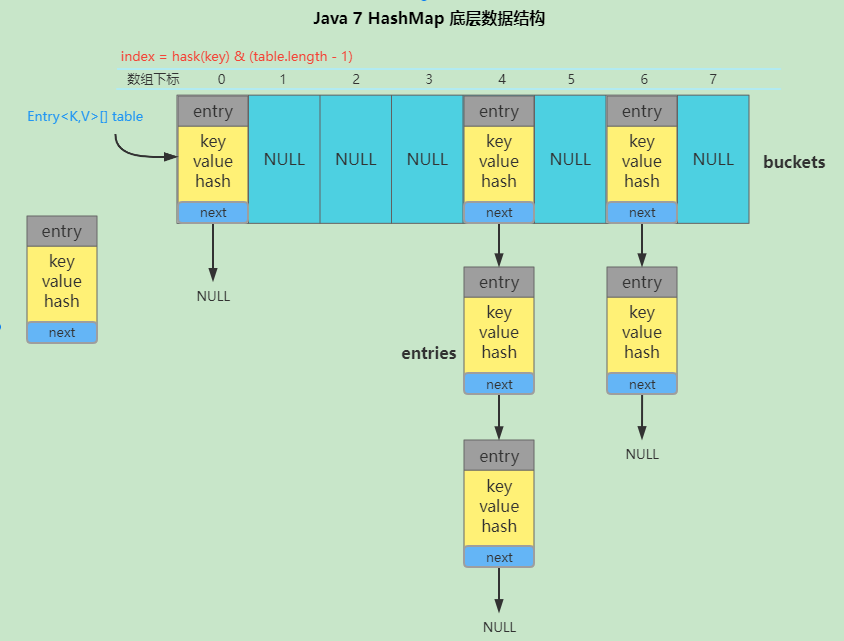 Java 7 HashMap 底层数据结构
index = hask(key) & (table.length - 1)
数组下标 0 1 2 3 4 5 6 7
Entry<K,V>[] table
entry
key
value
hash
next
NULL
NULL
NULL
NULL
entry
key
value
hash
next
NULL
entry
key
value
hash
next
NULL
buckets
entry
key
value
hash
next
NULL
entries
entry
key
value
hash
next
entry
key
value
hash
next
NULL
entry
key
value
hash
next
NULL